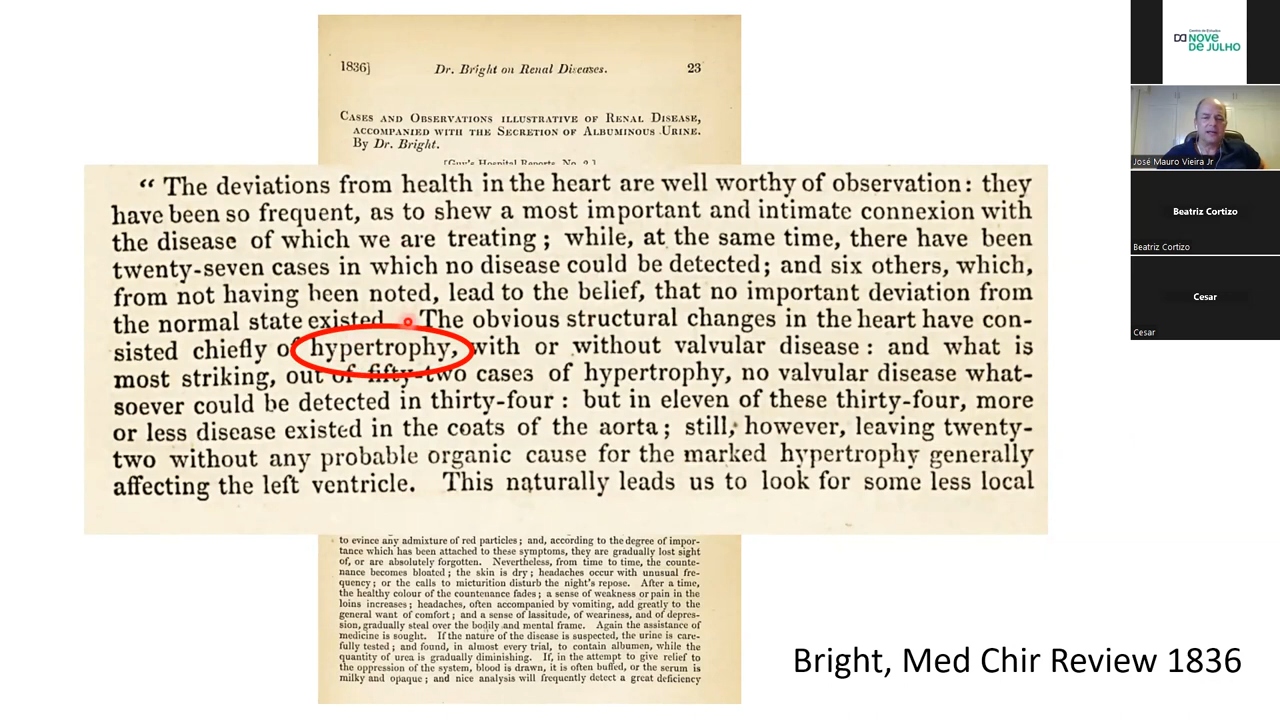 1836] Dr. Bright on Renal Diseases. 23
CASES AND OBSERVATIONS ILLUSTRATIVE OF RENAL DISEASE,
ACCOMPANIED WITH THE SECRETION OF ALBUMINOUS URINE.
By Dr. Bright.
[Guy's Hospital Reports, No. 2.]
“ The deviations from health in the heart are well worthy of observation: they
have been so frequent, as to shew a most important and intimate connexion with
the disease of which we are treating ; while, at the same time, there have been
twenty-seven cases in which no disease could be detected; and six others, which,
from not having been noted, lead to the belief, that no important deviation from
the normal state existed. The obvious structural changes in the heart have con-
sisted chiefly of hypertrophy, with or without valvular disease : and what is
most striking, out of fifty-two cases of hypertrophy, no valvular disease what-
soever could be detected in thirty-four : but in eleven of these thirty-four, more
or less disease existed in the coats of the aorta ; still, however, leaving twenty-
two without any probable organic cause for the marked hypertrophy generally
affecting the left ventricle. This naturally leads us to look for some less local
to evince any admixture of red particles ; and, according to the degree of impor-
tance which has been attached to these symptoms, they are gradually lost sight
of, or are absolutely forgotten. Nevertheless, from time to time, the counte-
nance becomes bloated ; the skin is dry ; headaches occur with unusual fre-
quency ; or the calls to micturition disturb the night's repose. After a time,
the healthy colour of the countenance fades ; a sense of weakness or pain in the
loins increases ; headaches, often accompanied by vomiting, add greatly to the
general want of comfort ; and a sense of lassitude, of weariness, and of depres-
sion, gradually steal over the bodily and mental frame. Again the assistance of
medicine is sought. If the nature of the disease is suspected, the urine is care-
fully tested ; and found, in almost every trial, to contain albumen, while the
quantity of urea is gradually diminishing. If, in the attempt to give relief to
the oppression of the system, blood is drawn, it is often buffed, or the serum is
milky and opaque ; and nice analysis will frequently detect a great deficiency
Bright, Med Chir Review 1836
Centro de Estudos
NOVE
DE JULHO
José Mauro Vieira Jr
Beatriz Cortizo
Beatriz Cortizo
Cesar
Cesar